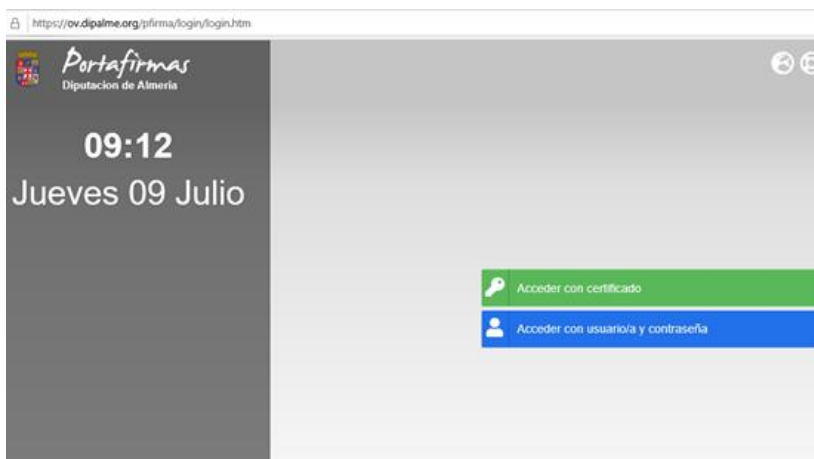 https://ov.dipalme.org/pfirma/login/login.htm
Portafirmas
Diputacion de Almeria
09:12
Jueves 09 Julio
Acceder con certificado
Acceder con usuario/a y contraseña